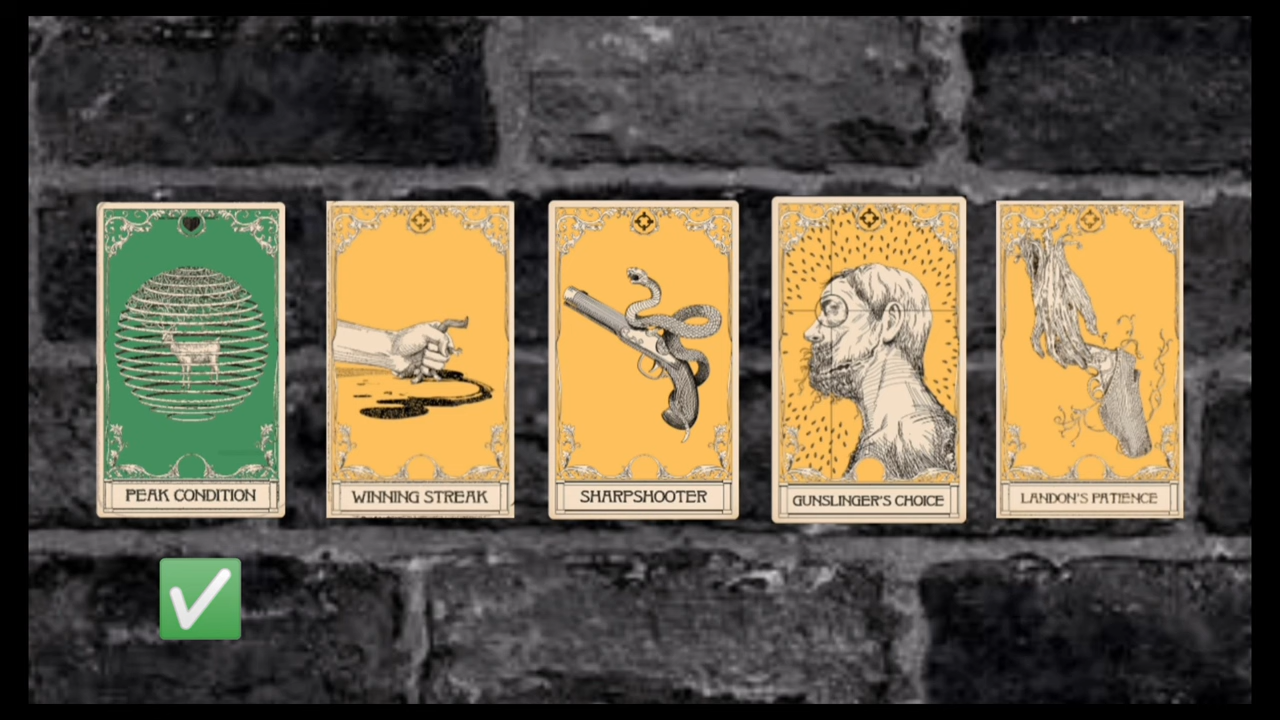 PEAK CONDITION
WINNING STREAK
SHARPSHOOTER
GUNSLINGER'S CHOICE
LANDON'S PATIENCE